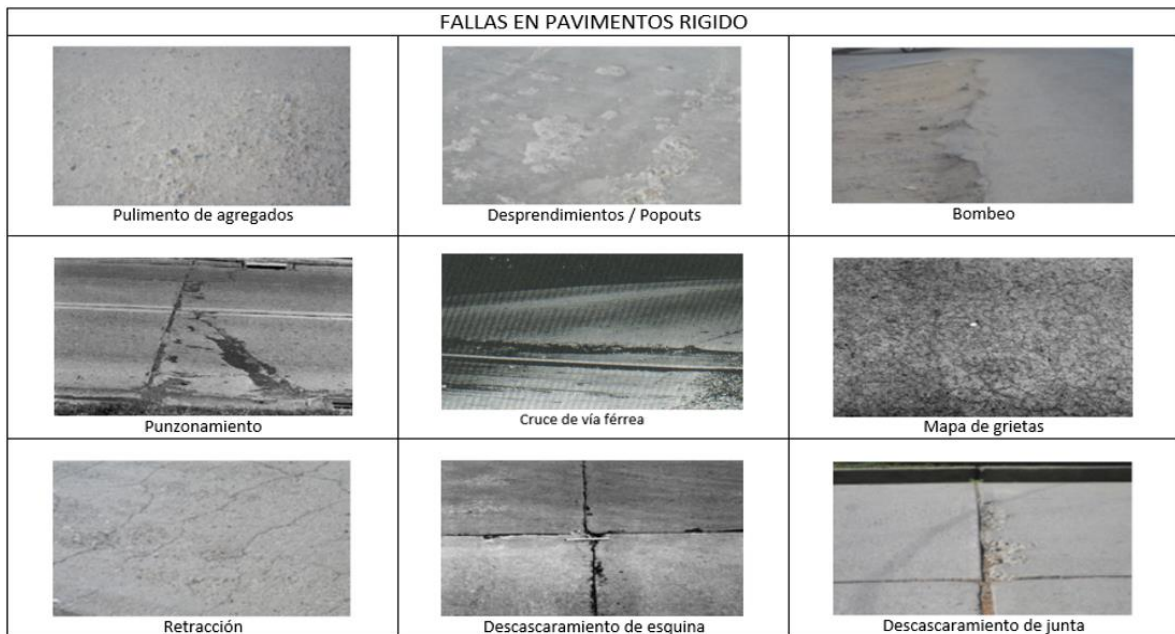 FALLAS EN PAVIMENTOS RIGIDO
Pulimento de agregados
Desprendimientos / Popouts
Bombeo
Punzonamiento
Cruce de vía férrea
Mapa de grietas
Retracción
Descascaramiento de esquina
Descascaramiento de junta